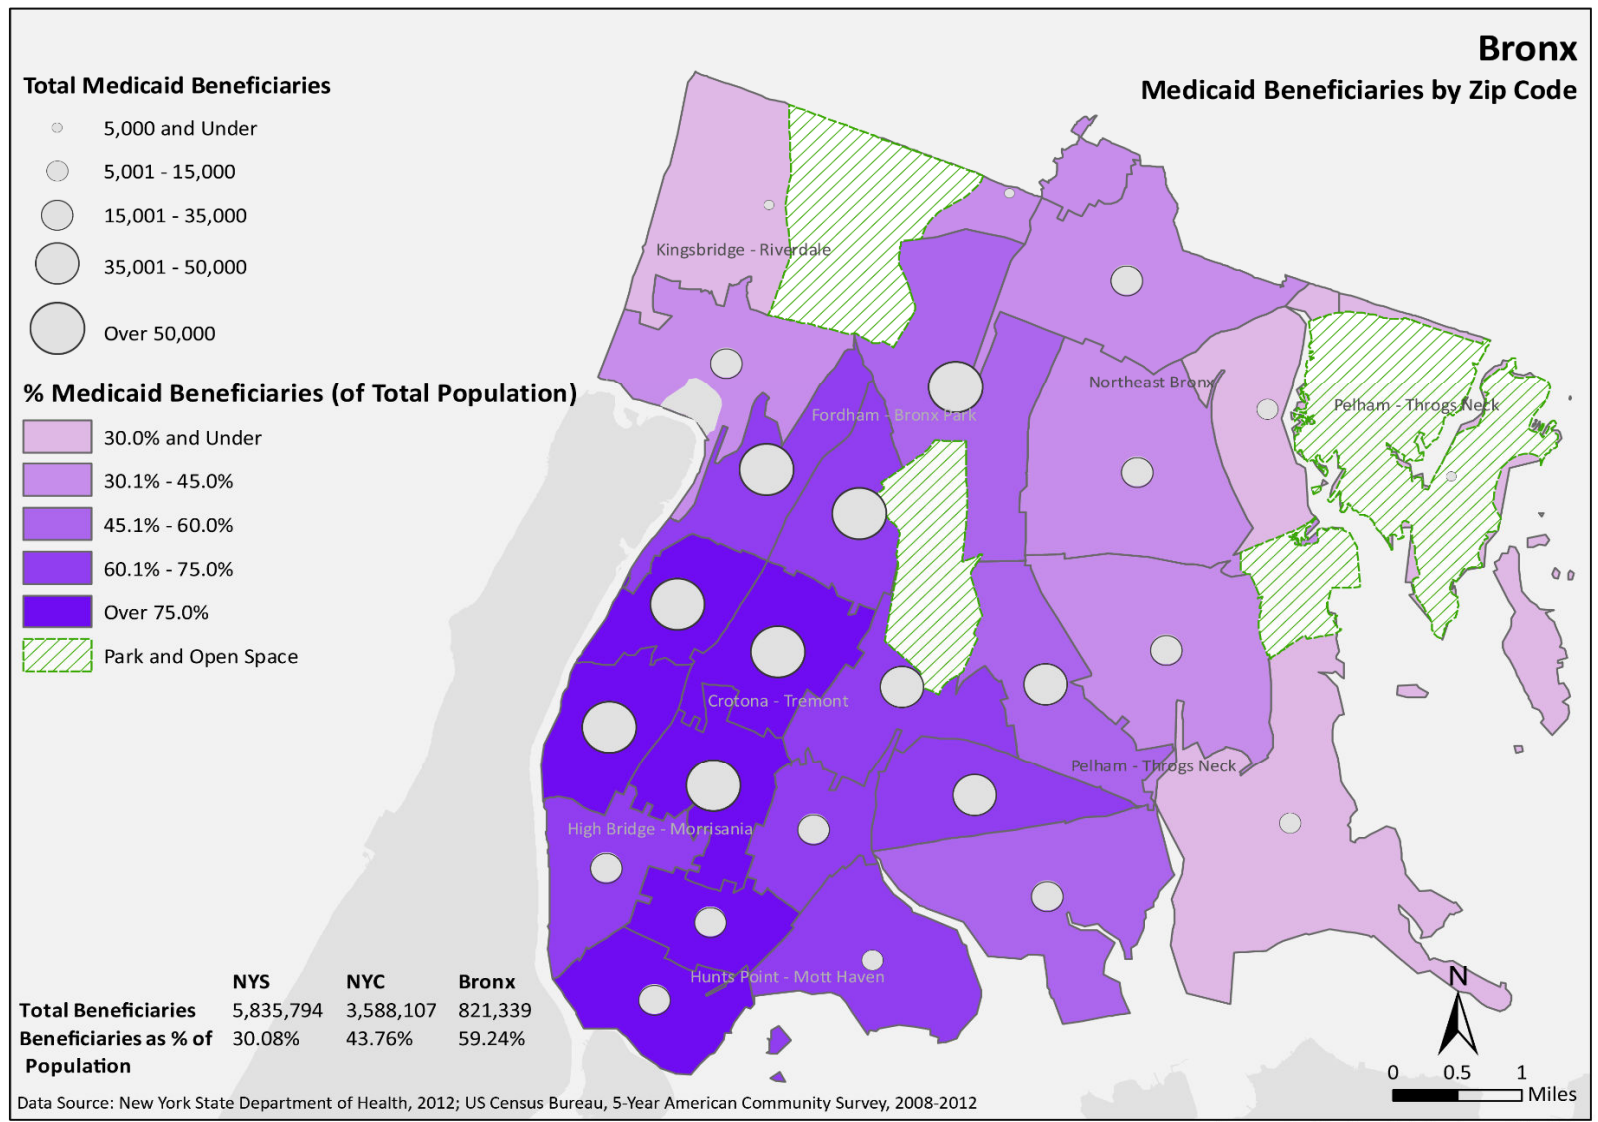 Bronx
Medicaid Beneficiaries by Zip Code
Total Medicaid Beneficiaries
5,000 and Under
5,001 - 15,000
15,001 - 35,000
35,001 - 50,000
Over 50,000
% Medicaid Beneficiaries (of Total Population)
30.0% and Under
30.1% - 45.0%
45.1% - 60.0%
60.1% - 75.0%
Over 75.0%
Park and Open Space
Kingsbridge - Riverdale
Northeast Bronx
Pelham - Throgs Neck
Fordham - Bronx Park
Crotona - Tremont
Pelham - Throgs Neck
High Bridge - Morrisania
Hunts Point - Mott Haven
NYS NYC Bronx
Total Beneficiaries 5,835,794 3,588,107 821,339
Beneficiaries as % of 30.08% 43.76% 59.24%
Population
N
0 0.5 1
Miles
Data Source: New York State Department of Health, 2012; US Census Bureau, 5-Year American Community Survey, 2008-2012